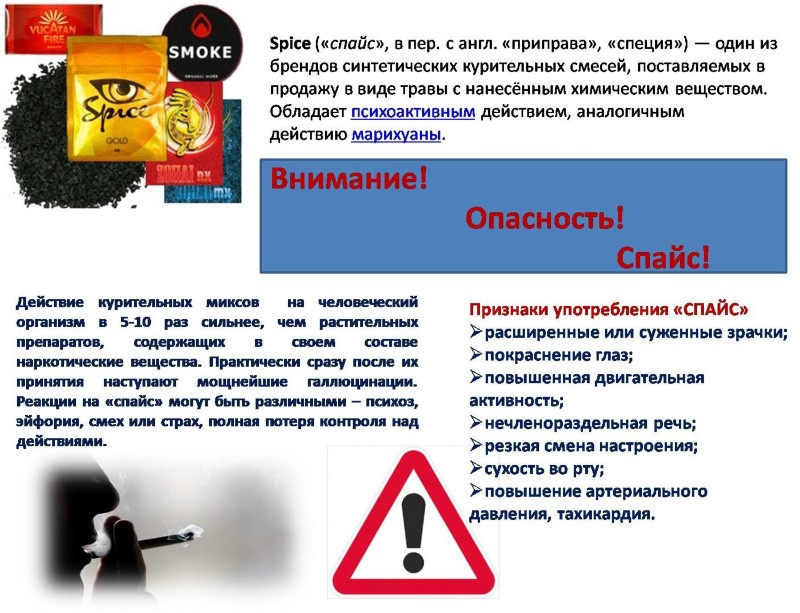 YUCATAN
FIRE
SMOKE
Spice
GOLD
Spice («спайс», в пер. с англ. «приправа», «специя») — один из
брендов синтетических курительных смесей, поставляемых в
продажу в виде травы с нанесённым химическим веществом.
Обладает психоактивным действием, аналогичным
действию марихуаны.
Внимание!
Опасность!
Спайс!
Действие курительных миксов на человеческий
организм в 5-10 раз сильнее, чем растительных
препаратов, содержащих в своем составе
наркотические вещества. Практически сразу после их
принятия наступают мощнейшие галлюцинации.
Реакции на «спайс» могут быть различными – психоз,
эйфория, смех или страх, полная потеря контроля над
действиями.
Признаки употребления «СПАЙС»
➢расширенные или суженные зрачки;
➢покраснение глаз;
➢повышенная двигательная
активность;
➢нечленораздельная речь;
➢резкая смена настроения;
➢сухость во рту;
➢повышение артериального
давления, тахикардия.